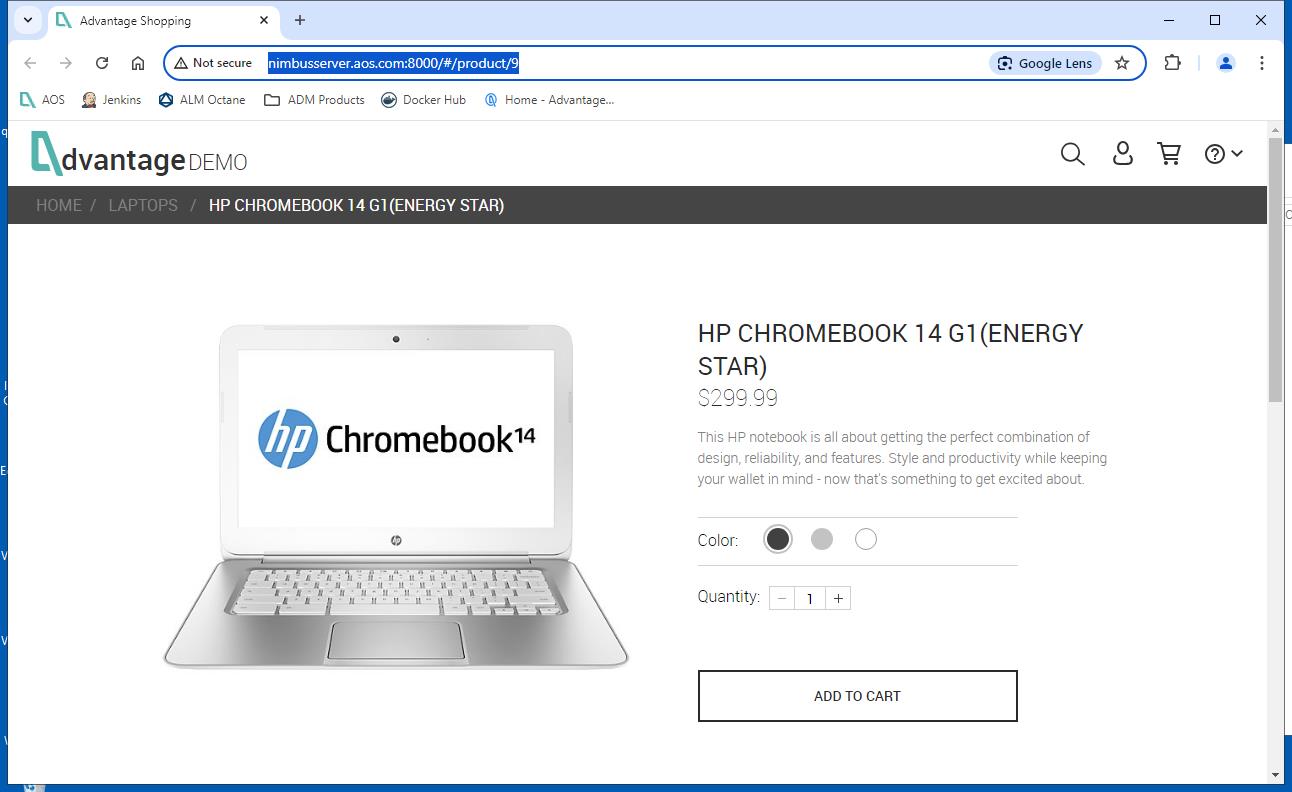 Advantage Shopping
Not secure nimbusserver.aos.com:8000/#/product/9 Google Lens
AOS Jenkins ALM Octane ADM Products Docker Hub Home - Advantage...
dvantage DEMO
HOME / LAPTOPS / HP CHROMEBOOK 14 G1(ENERGY STAR)
hp Chromebook14
hp
HP CHROMEBOOK 14 G1(ENERGY
STAR)
$299.99
This HP notebook is all about getting the perfect combination of
design, reliability, and features. Style and productivity while keeping
your wallet in mind - now that's something to get excited about.
Color:
Quantity: − 1 +
ADD TO CART